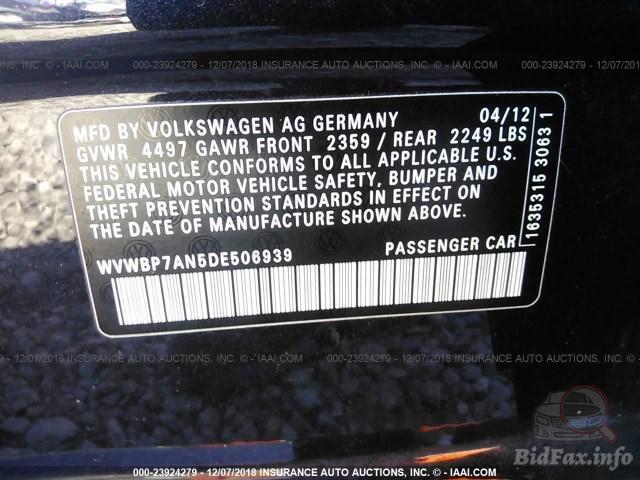 000-23924279 - 12/07/2018 INSURANCE AUTO AUCTIONS, INC. - ©IAAI.COM
MFD BY VOLKSWAGEN AG GERMANY 04/12
GVWR 4497 GAWR FRONT 2359 / REAR 2249 LBS
THIS VEHICLE CONFORMS TO ALL APPLICABLE U.S.
FEDERAL MOTOR VEHICLE SAFETY, BUMPER AND
THEFT PREVENTION STANDARDS IN EFFECT ON
THE DATE OF MANUFACTURE SHOWN ABOVE.
WVWBP7AN5DE506939 PASSENGER CAR
1635315 3063 1
000-23924279 - 12/07/2018 INSURANCE AUTO AUCTIONS, INC. - ©IAAI.COM
000-23924279 - 12/07/2018 INSURANCE AUTO AUCTIONS, INC. - ©IAAI.COM
BidFax.info